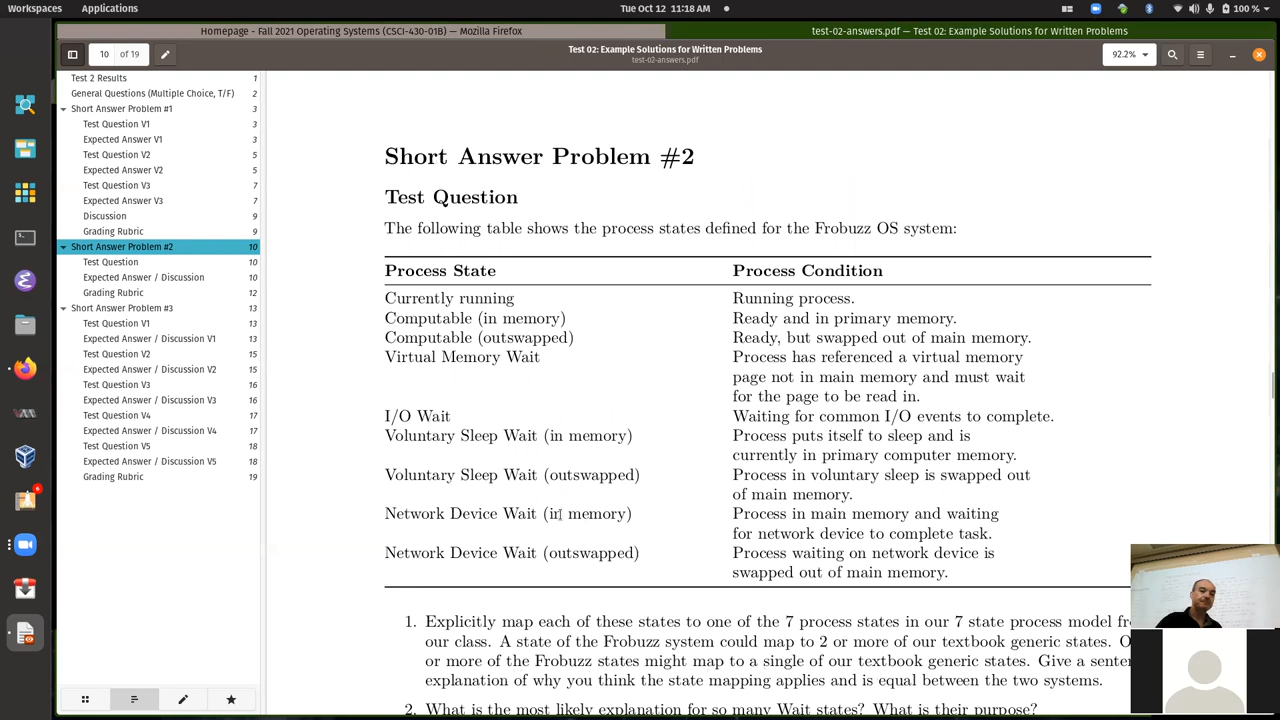 Workspaces Applications Tue Oct 12 11:18 AM 100 %
Homepage - Fall 2021 Operating Systems (CSCI-430-01B) — Mozilla Firefox
test-02-answers.pdf — Test 02: Example Solutions for Written Problems
10 of 19
Test 02: Example Solutions for Written Problems
test-02-answers.pdf
92.2%
Test 2 Results 1
General Questions (Multiple Choice, T/F) 2
Short Answer Problem #1 3
Test Question V1 3
Expected Answer V1 3
Test Question V2 5
Expected Answer V2 5
Test Question V3 7
Expected Answer V3 7
Discussion 9
Grading Rubric 9
Short Answer Problem #2 10
Test Question 10
Expected Answer / Discussion 10
Grading Rubric 12
Short Answer Problem #3 13
Test Question V1 13
Expected Answer / Discussion V1 13
Test Question V2 15
Expected Answer / Discussion V2 15
Test Question V3 16
Expected Answer / Discussion V3 16
Test Question V4 17
Expected Answer / Discussion V4 17
Test Question V5 18
Expected Answer / Discussion V5 18
Grading Rubric 19
6
Short Answer Problem #2
Test Question
The following table shows the process states defined for the Frobuzz OS system:
Process State Process Condition
Currently running Running process.
Computable (in memory) Ready and in primary memory.
Computable (outswapped) Ready, but swapped out of main memory.
Virtual Memory Wait Process has referenced a virtual memory
page not in main memory and must wait
for the page to be read in.
I/O Wait Waiting for common I/O events to complete.
Voluntary Sleep Wait (in memory) Process puts itself to sleep and is
currently in primary computer memory.
Voluntary Sleep Wait (outswapped) Process in voluntary sleep is swapped out
of main memory.
Network Device Wait (in memory) Process in main memory and waiting
for network device to complete task.
Network Device Wait (outswapped) Process waiting on network device is
swapped out of main memory.
1. Explicitly map each of these states to one of the 7 process states in our 7 state process model fr
our class. A state of the Frobuzz system could map to 2 or more of our textbook generic states. O
or more of the Frobuzz states might map to a single of our textbook generic states. Give a senten
explanation of why you think the state mapping applies and is equal between the two systems.
2. What is the most likely explanation for so many Wait states? What is their purpose?